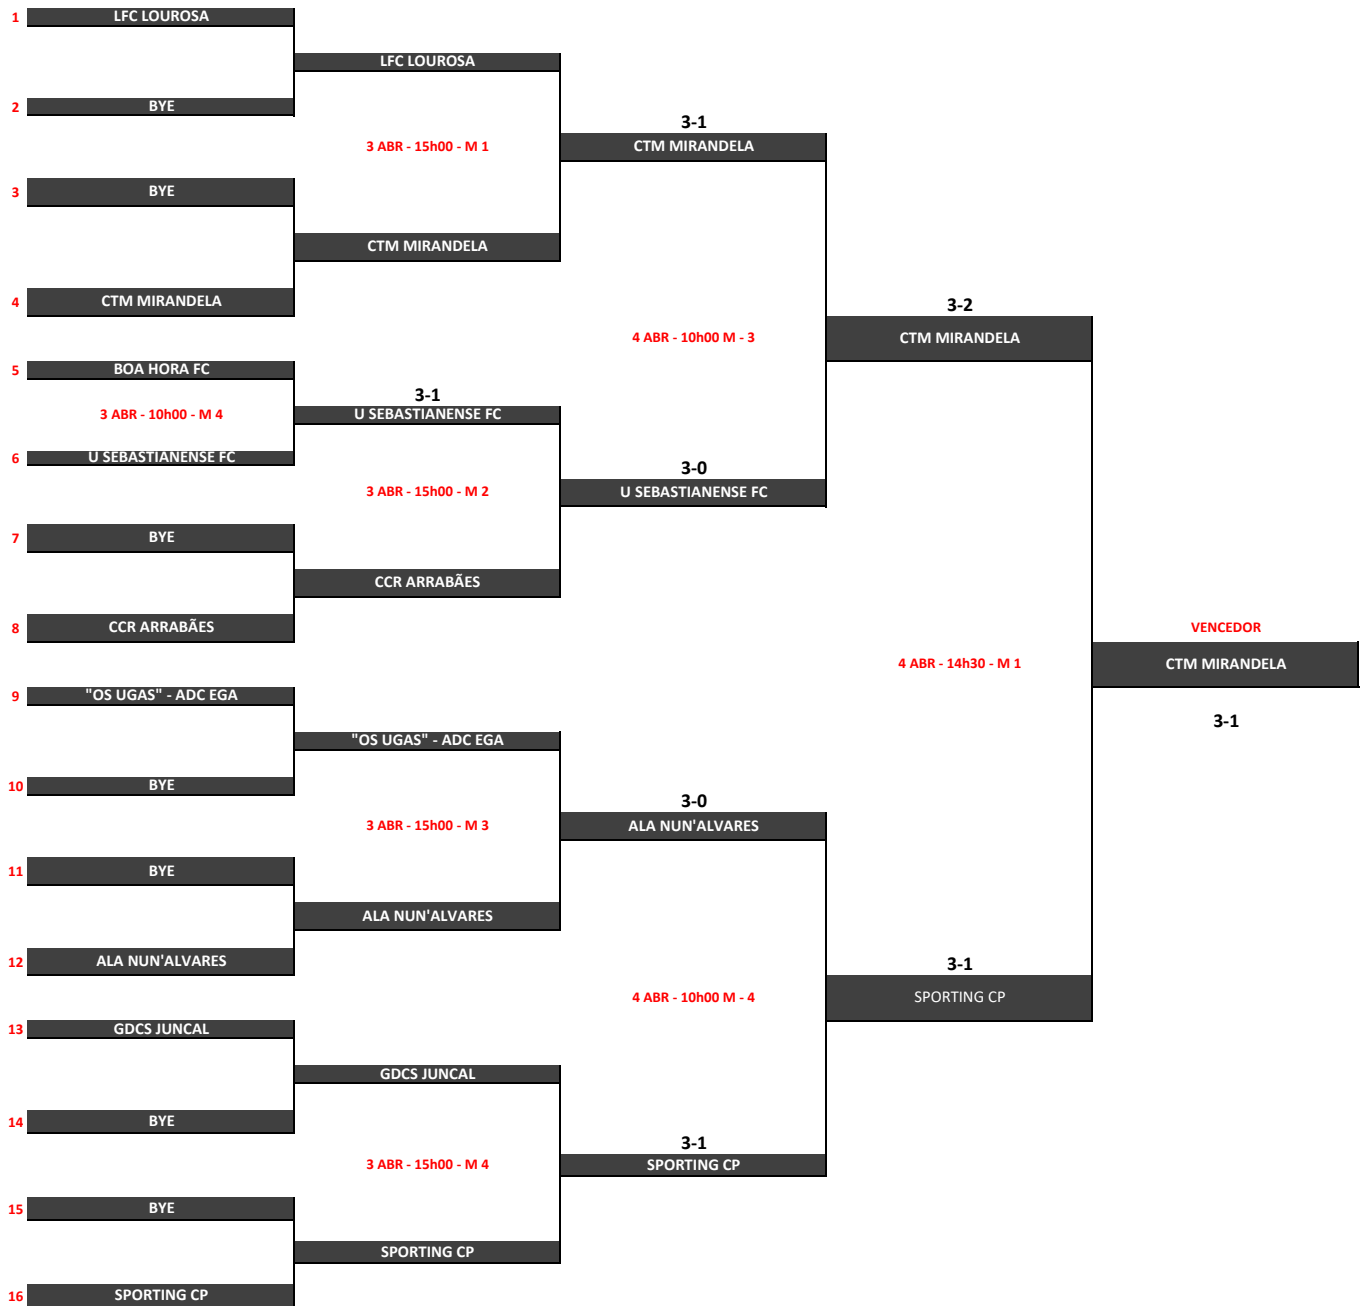 1 LFC LOUROSA
LFC LOUROSA
2 BYE
3-1
3 ABR - 15h00 - M 1
CTM MIRANDELA
3 BYE
CTM MIRANDELA
4 CTM MIRANDELA
3-2
4 ABR - 10h00 M - 3
CTM MIRANDELA
5 BOA HORA FC
3-1
3 ABR - 10h00 - M 4
U SEBASTIANENSE FC
6 U SEBASTIANENSE FC
3-0
3 ABR - 15h00 - M 2
U SEBASTIANENSE FC
7 BYE
CCR ARRABÃES
8 CCR ARRABÃES
VENCEDOR
4 ABR - 14h30 - M 1
CTM MIRANDELA
9 "OS UGAS" - ADC EGA
3-1
"OS UGAS" - ADC EGA
10 BYE
3-0
3 ABR - 15h00 - M 3
ALA NUN'ALVARES
11 BYE
ALA NUN'ALVARES
12 ALA NUN'ALVARES
3-1
4 ABR - 10h00 M - 4
SPORTING CP
13 GDCS JUNCAL
GDCS JUNCAL
14 BYE
3-1
3 ABR - 15h00 - M 4
SPORTING CP
15 BYE
SPORTING CP
16 SPORTING CP